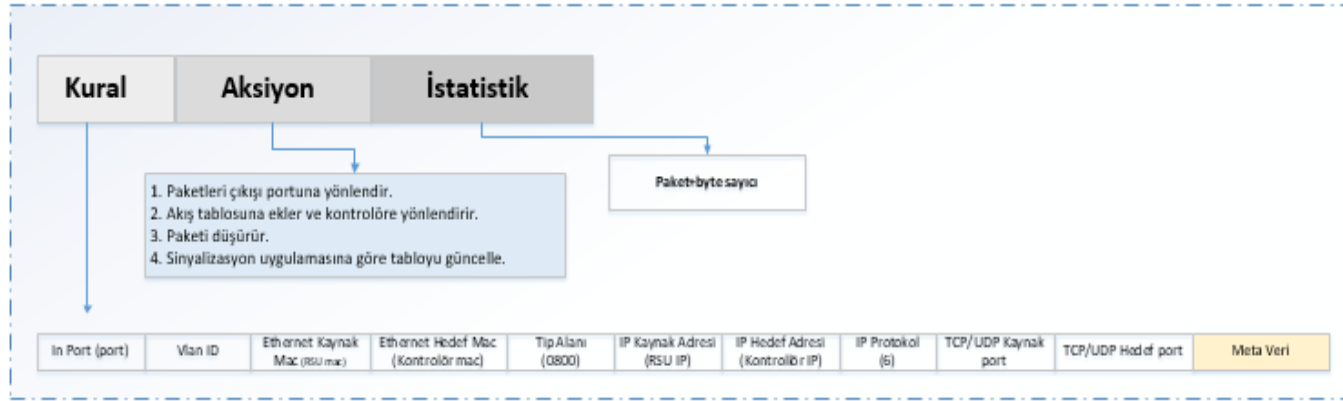 Kural Aksiyon İstatistik
1. Paketleri çıkışı portuna yönlendir.
2. Akış tablosuna ekler ve kontrolöre yönlendirir.
3. Paketi düşürür.
4. Sinyalizasyon uygulamasına göre tabloyu güncelle.
Paket+byte sayıcı
In Port (port)
Vlan ID
Ethernet Kaynak
Mac (RSU mac)
Ethernet Hedef Mac
(Kontrolör mac)
Tip Alanı
(0800)
IP Kaynak Adresi
(RSU IP)
IP Hedef Adresi
(Kontrollör IP)
IP Protokol
(6)
TCP/UDP Kaynak
port
TCP/UDP Hedef port
Meta Veri